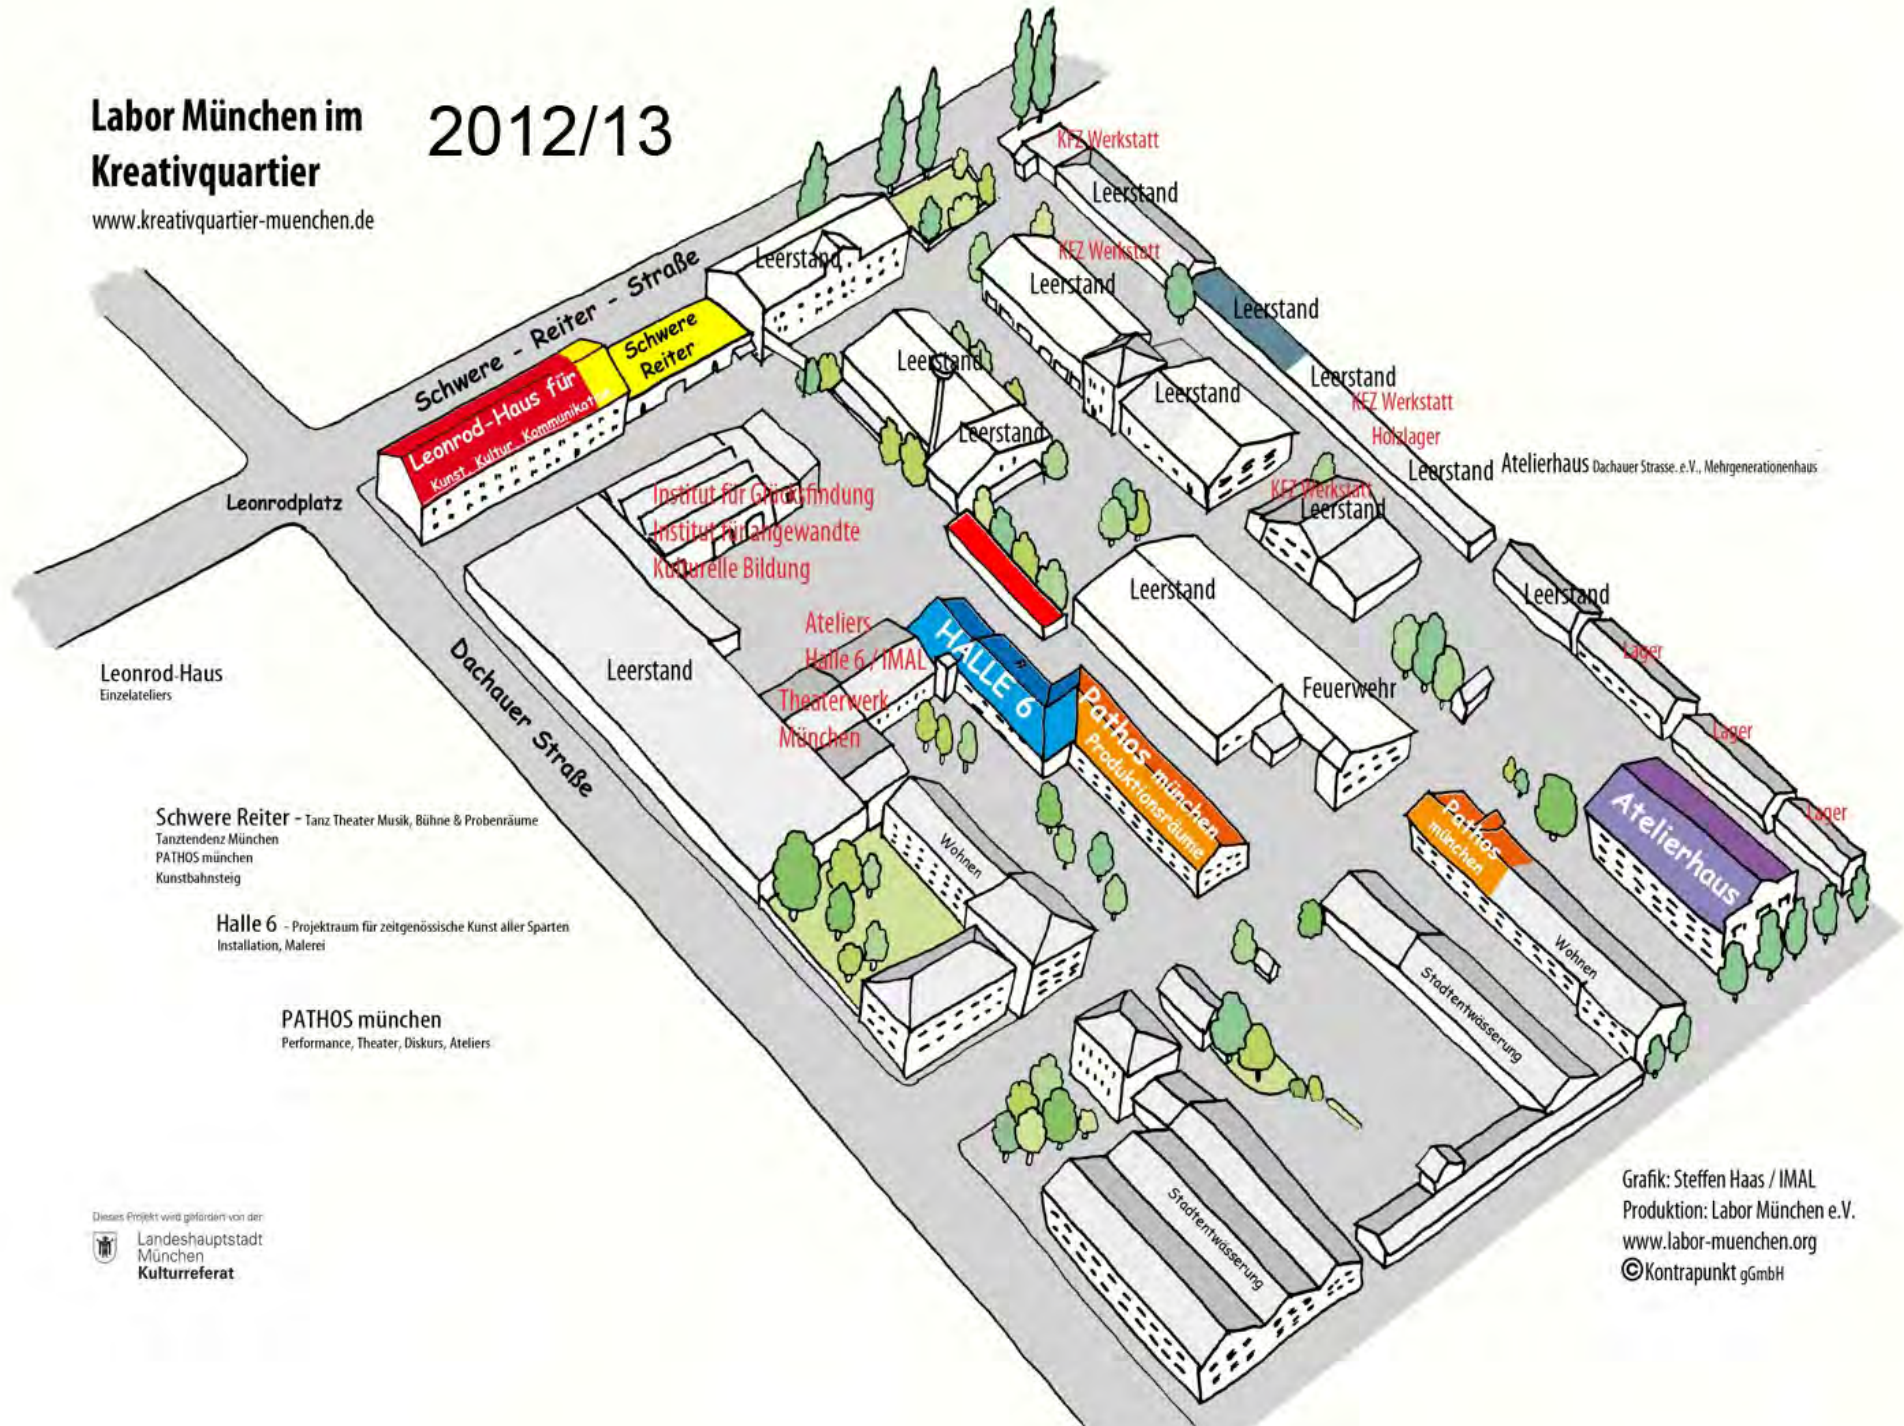 Labor München im
Kreativquartier
2012/13
www.kreativquartier-muenchen.de
KFZ Werkstatt
Leerstand
KFZ Werkstatt
Leerstand
Leerstand
Schwere - Reiter - Straße
Leerstand
Schwere
Reiter
Leerstand
Leerstand
KFZ Werkstatt
Holzlager
Leonrod-Haus für
Kunst, Kultur, Kommunikation
Leerstand
Leerstand
Leerstand
Atelierhaus Dachauer Strasse. e.V., Mehrgenerationenhaus
KFZ Werkstatt
Leerstand
Leonrodplatz
Institut für Glücksfindung
Institut für angewandte
Kulturelle Bildung
Leerstand
Leerstand
Ateliers
Halle 6 / IMAL
HALLE 6
Lager
Leerstand
Dachauer Straße
Leonrod-Haus
Einzelateliers
Feuerwehr
Theaterwerk
München
Pathos münchen
Produktionsräume
Lager
Lager
Pathos
münchen
Atelierhaus
Wohnen
Schwere Reiter - Tanz Theater Musik, Bühne & Probenräume
Tanztendenz München
PATHOS münchen
Kunstbahnsteig
Halle 6 - Projektraum für zeitgenössische Kunst aller Sparten
Installation, Malerei
Wohnen
Stadtentwässerung
PATHOS münchen
Performance, Theater, Diskurs, Ateliers
Stadtentwässerung
Dieses Projekt wird gefördert von der
Landeshauptstadt
München
Kulturreferat
Grafik: Steffen Haas / IMAL
Produktion: Labor München e.V.
www.labor-muenchen.org
©Kontrapunkt gGmbH